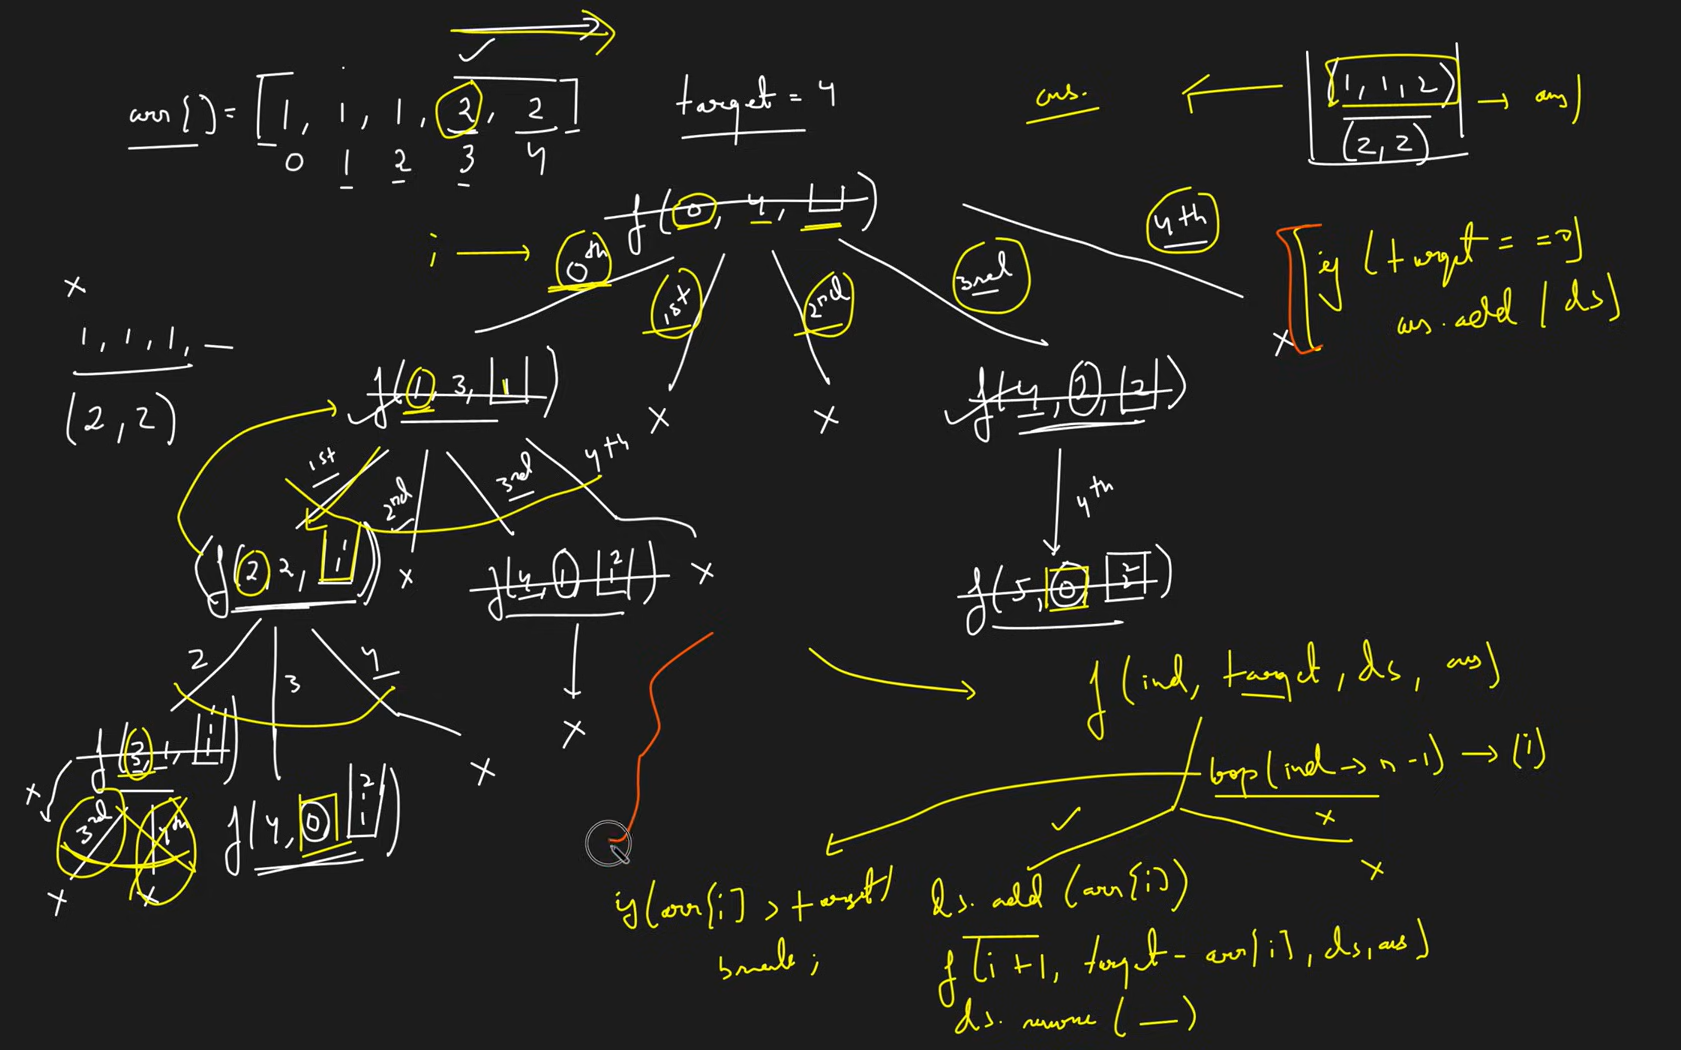 arr[] = [1, 1, 1, 2, 2]
0 1 2 3 4
target = 4
ans.
(1, 1, 2) → ans]
(2, 2)
f(0, 4, )
i → 0th
1st
2nd
3rd
4th
if (target == 0]
ans.add (ds]
x
x
1, 1, 1, —
(2, 2)
f(1, 3, 1)
x
x
f(4, 2, 2)
1st
2nd
3rd
4th
4th
f(2, 2, 1 1)
x
f(4, 1, 2 1)
x
f(5, 0, 2 2)
2
3
4
x
f(ind, target, ds, ans)
f(3, 1, 1 1 1)
x
x
loop(ind → n-1) → (i)
x
3rd
4th
f(4, 0, 2 1 1)
x
x
x
if(arr[i] > target)
break;
ds.add (arr[i])
f(i+1, target - arr[i], ds, ans)
ds.remove (—)